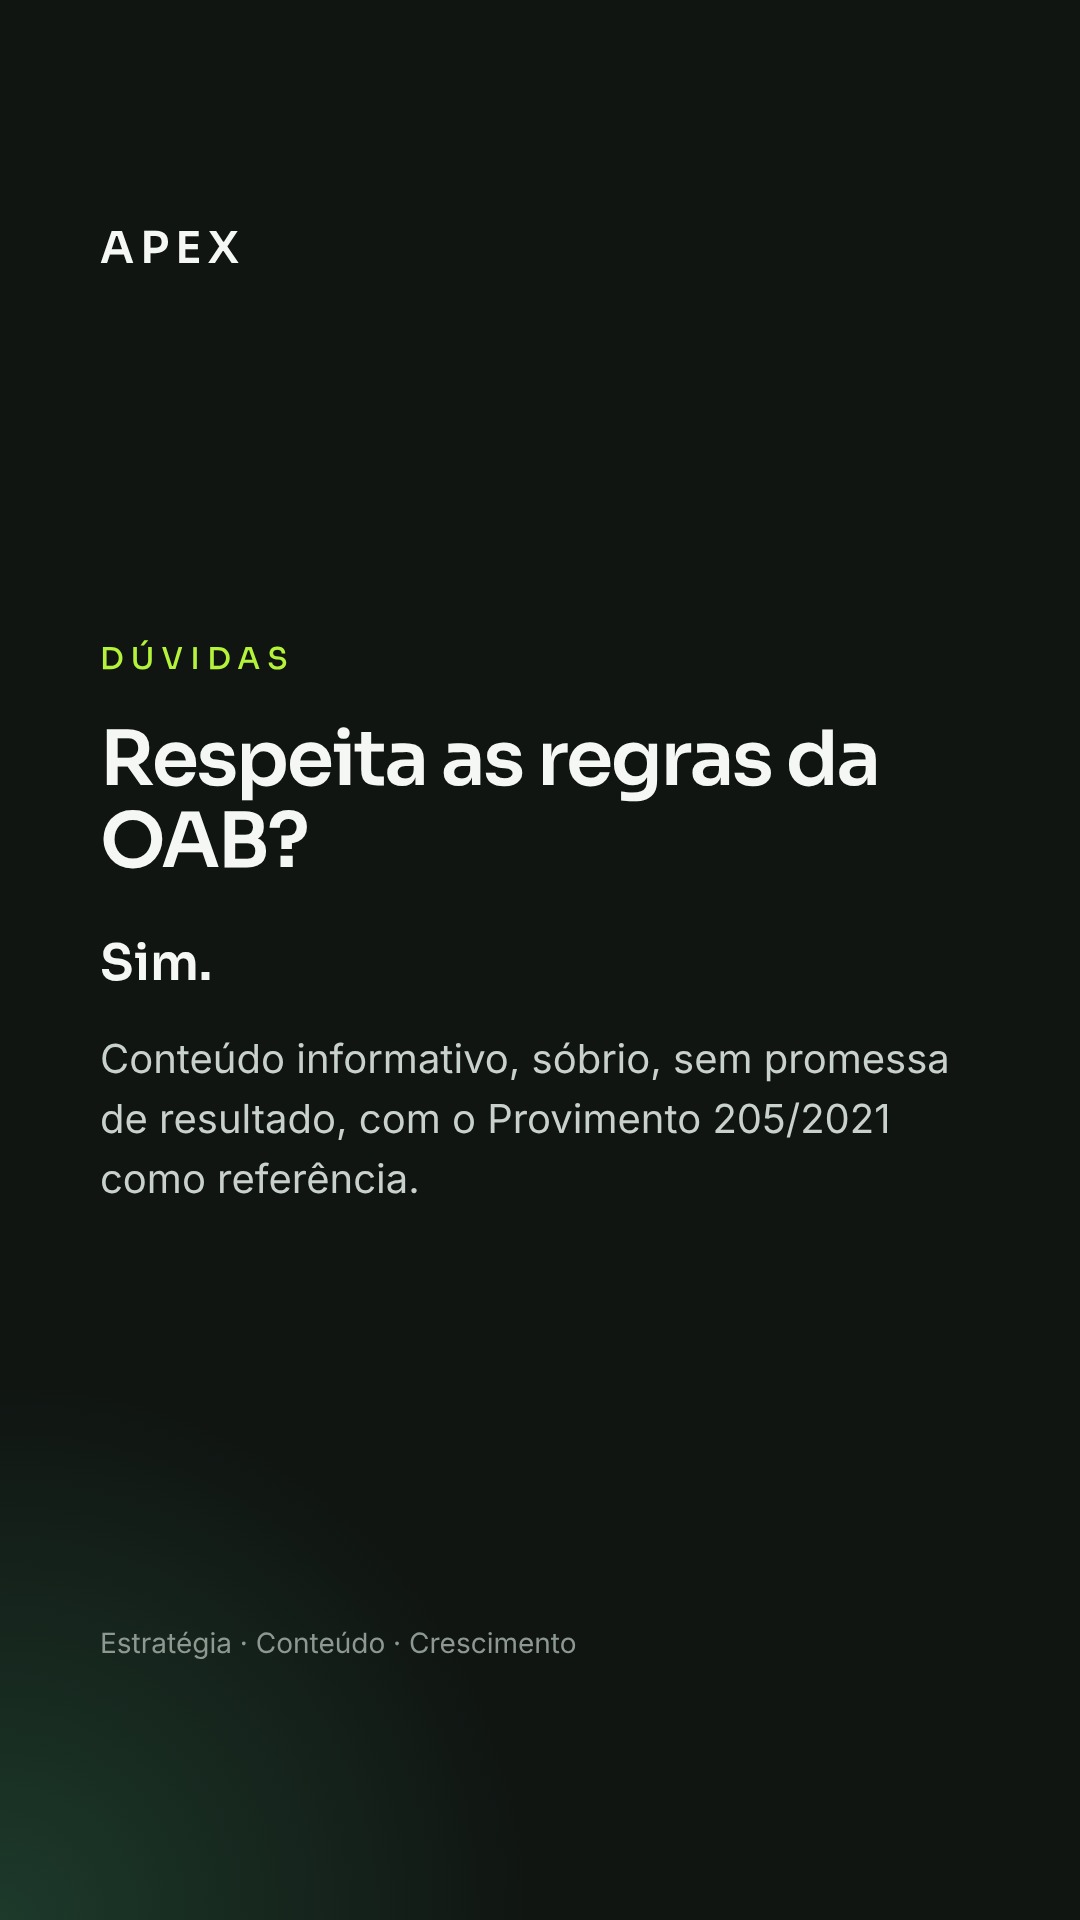 APEX
DÚVIDAS
Respeita as regras da
OAB?
Sim.
Conteúdo informativo, sóbrio, sem promessa
de resultado, com o Provimento 205/2021
como referência.
Estratégia · Conteúdo · Crescimento